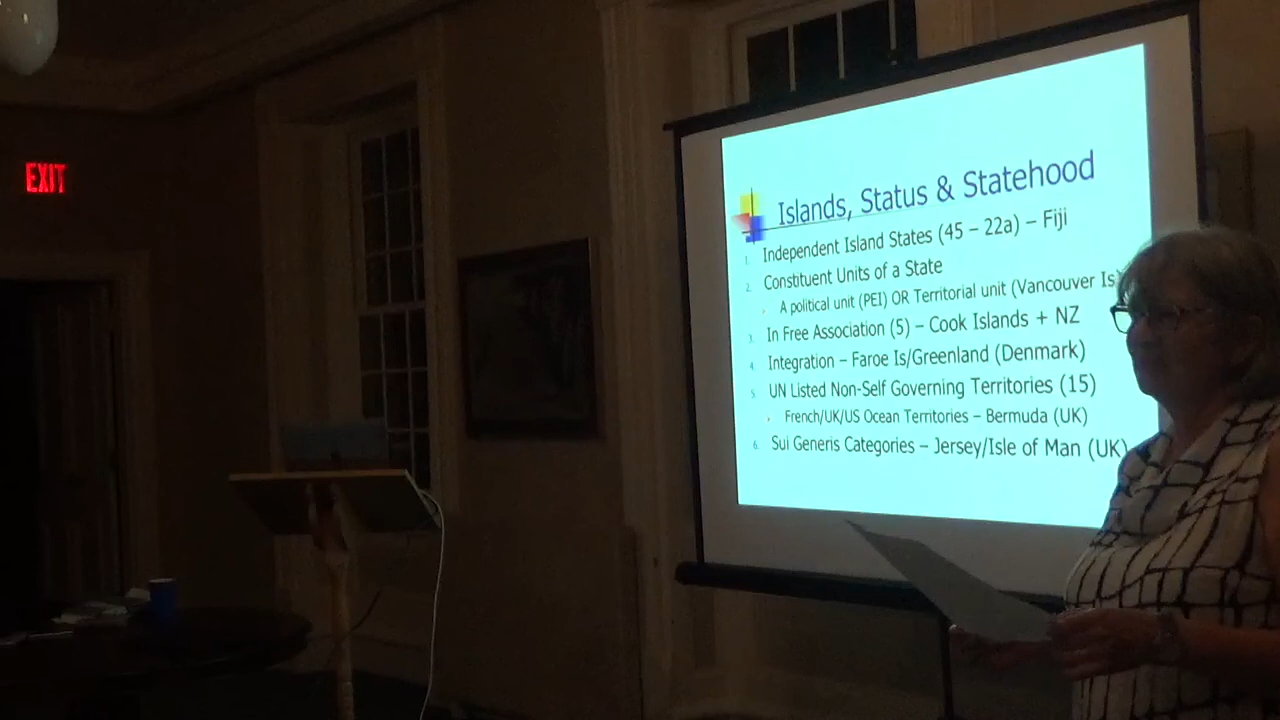 EXIT
Islands, Status & Statehood
1. Independent Island States (45 – 22a) – Fiji
2. Constituent Units of a State
A political unit (PEI) OR Territorial unit (Vancouver Is)
3. In Free Association (5) – Cook Islands + NZ
4. Integration – Faroe Is/Greenland (Denmark)
5. UN Listed Non-Self Governing Territories (15)
French/UK/US Ocean Territories – Bermuda (UK)
6. Sui Generis Categories – Jersey/Isle of Man (UK)